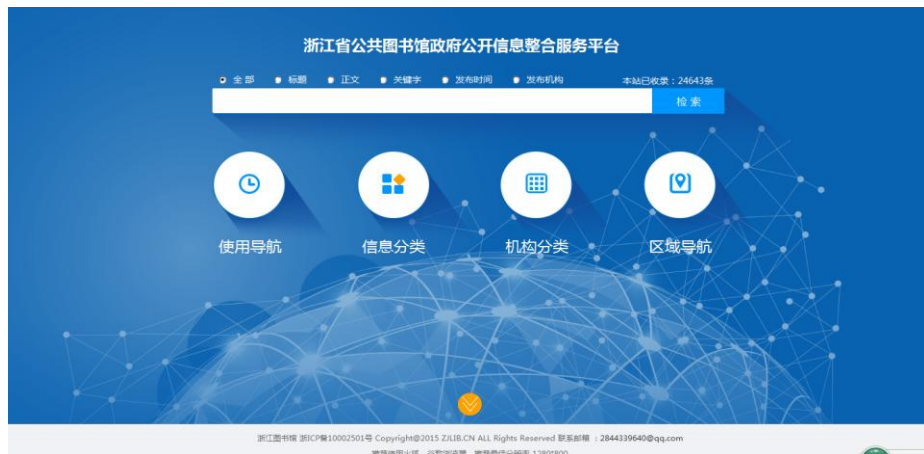 浙江省公共图书馆政府公开信息整合服务平台
全部 标题 正文 关键字 发布时间 发布机构 本站已收录：24643条
检索
使用导航 信息分类 机构分类 区域导航
浙江图书馆 浙ICP备10002501号 Copyright@2015 ZJLIB.CN ALL Rights Reserved 联系邮箱 ：2844339640@qq.com